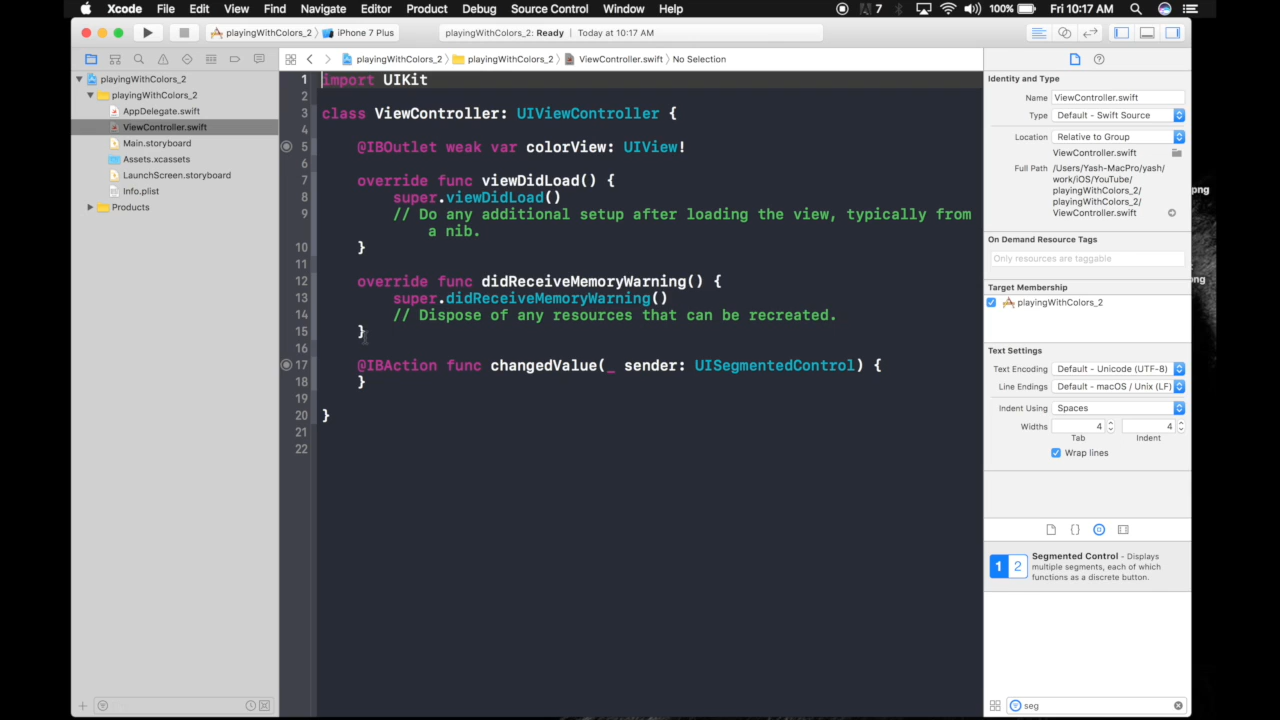 Xcode File Edit View Find Navigate Editor Product Debug Source Control Window Help 7 100% Fri 10:17 AM
playingWithColors_2 iPhone 7 Plus playingWithColors_2: Ready Today at 10:17 AM
playingWithColors_2 playingWithColors_2 ViewController.swift No Selection
playingWithColors_2
playingWithColors_2
AppDelegate.swift
ViewController.swift
Main.storyboard
Assets.xcassets
LaunchScreen.storyboard
Info.plist
Products
1 import UIKit
2
3 class ViewController: UIViewController {
4
5 @IBOutlet weak var colorView: UIView!
6
7 override func viewDidLoad() {
8 super.viewDidLoad()
9 // Do any additional setup after loading the view, typically from
a nib.
10 }
11
12 override func didReceiveMemoryWarning() {
13 super.didReceiveMemoryWarning()
14 // Dispose of any resources that can be recreated.
15 }
16
17 @IBAction func changedValue(_ sender: UISegmentedControl) {
18 }
19
20 }
21
22
Identity and Type
Name ViewController.swift
Type Default - Swift Source
Location Relative to Group
ViewController.swift
Full Path /Users/Yash-MacPro/yash/
work/iOS/YouTube/
playingWithColors_2/
playingWithColors_2/
ViewController.swift
On Demand Resource Tags
Only resources are taggable
Target Membership
playingWithColors_2
Text Settings
Text Encoding Default - Unicode (UTF-8)
Line Endings Default - macOS / Unix (LF)
Indent Using Spaces
Widths 4 4
Tab Indent
Wrap lines
1 2 Segmented Control - Displays
multiple segments, each of which
functions as a discrete button.
seg
png
ng